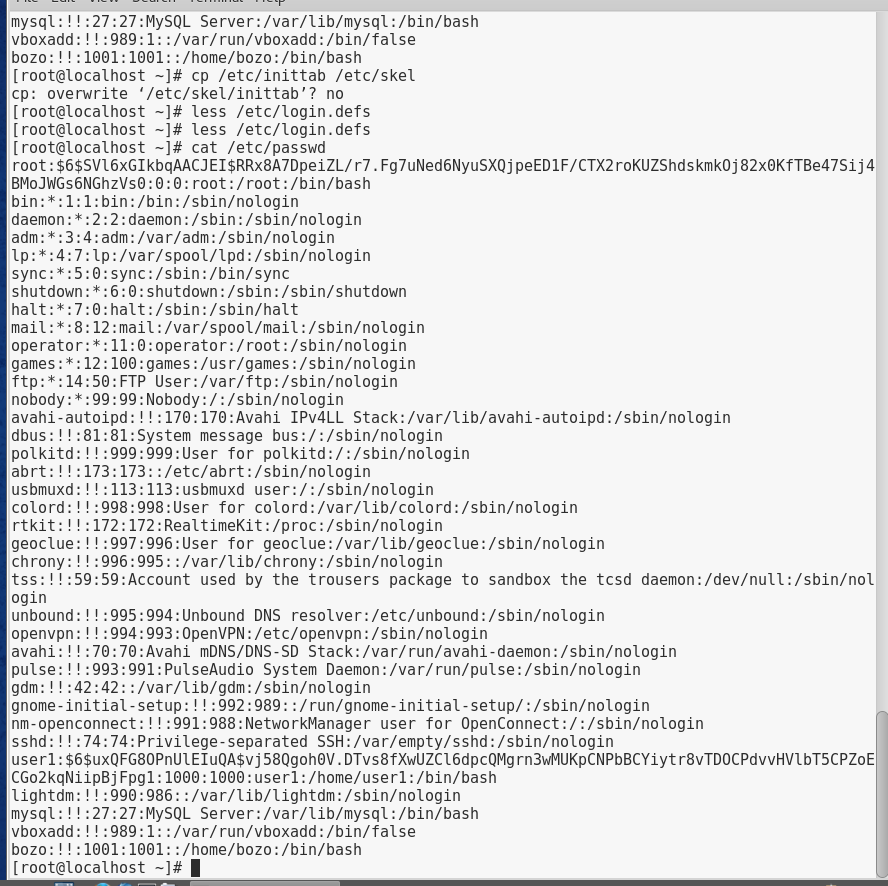 mysql:!!:27:27:MySQL Server:/var/lib/mysql:/bin/bash
vboxadd:!!:989:1::/var/run/vboxadd:/bin/false
bozo:!!:1001:1001::/home/bozo:/bin/bash
[root@localhost ~]# cp /etc/inittab /etc/skel
cp: overwrite ‘/etc/skel/inittab’? no
[root@localhost ~]# less /etc/login.defs
[root@localhost ~]# less /etc/login.defs
[root@localhost ~]# cat /etc/passwd
root:$6$SVl6xGIkbqAACJEI$RRx8A7DpeiZL/r7.Fg7uNed6NyuSXQjpeED1F/CTX2roKUZShdskmkOj82x0KfTBe47Sij4
BMoJWGs6NGhzVs0:0:0:root:/root:/bin/bash
bin:*:1:1:bin:/bin:/sbin/nologin
daemon:*:2:2:daemon:/sbin:/sbin/nologin
adm:*:3:4:adm:/var/adm:/sbin/nologin
lp:*:4:7:lp:/var/spool/lpd:/sbin/nologin
sync:*:5:0:sync:/sbin:/bin/sync
shutdown:*:6:0:shutdown:/sbin:/sbin/shutdown
halt:*:7:0:halt:/sbin:/sbin/halt
mail:*:8:12:mail:/var/spool/mail:/sbin/nologin
operator:*:11:0:operator:/root:/sbin/nologin
games:*:12:100:games:/usr/games:/sbin/nologin
ftp:*:14:50:FTP User:/var/ftp:/sbin/nologin
nobody:*:99:99:Nobody:/:/sbin/nologin
avahi-autoipd:!!:170:170:Avahi IPv4LL Stack:/var/lib/avahi-autoipd:/sbin/nologin
dbus:!!:81:81:System message bus:/:/sbin/nologin
polkitd:!!:999:999:User for polkitd:/:/sbin/nologin
abrt:!!:173:173::/etc/abrt:/sbin/nologin
usbmuxd:!!:113:113:usbmuxd user:/:/sbin/nologin
colord:!!:998:998:User for colord:/var/lib/colord:/sbin/nologin
rtkit:!!:172:172:RealtimeKit:/proc:/sbin/nologin
geoclue:!!:997:996:User for geoclue:/var/lib/geoclue:/sbin/nologin
chrony:!!:996:995::/var/lib/chrony:/sbin/nologin
tss:!!:59:59:Account used by the trousers package to sandbox the tcsd daemon:/dev/null:/sbin/nol
ogin
unbound:!!:995:994:Unbound DNS resolver:/etc/unbound:/sbin/nologin
openvpn:!!:994:993:OpenVPN:/etc/openvpn:/sbin/nologin
avahi:!!:70:70:Avahi mDNS/DNS-SD Stack:/var/run/avahi-daemon:/sbin/nologin
pulse:!!:993:991:PulseAudio System Daemon:/var/run/pulse:/sbin/nologin
gdm:!!:42:42::/var/lib/gdm:/sbin/nologin
gnome-initial-setup:!!:992:989::/run/gnome-initial-setup/:/sbin/nologin
nm-openconnect:!!:991:988:NetworkManager user for OpenConnect:/:/sbin/nologin
sshd:!!:74:74:Privilege-separated SSH:/var/empty/sshd:/sbin/nologin
user1:$6$uxQFG8OPnUlEIuQA$vj58Qgoh0V.DTvs8fXwUZCl6dpcQMgrn3wMUKpCNPbBCYiytr8vTDOCPdvvHVlbT5CPZoE
CGo2kqNiipBjFpg1:1000:1000:user1:/home/user1:/bin/bash
lightdm:!!:990:986::/var/lib/lightdm:/sbin/nologin
mysql:!!:27:27:MySQL Server:/var/lib/mysql:/bin/bash
vboxadd:!!:989:1::/var/run/vboxadd:/bin/false
bozo:!!:1001:1001::/home/bozo:/bin/bash
[root@localhost ~]#